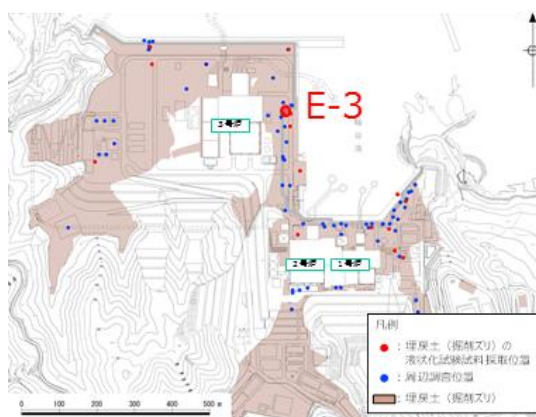 E-3
3号炉
2号炉
1号炉
凡例
：埋戻土（掘削ズリ）の
液状化試験試料採取位置
：周辺調査位置
：埋戻土（掘削ズリ）
0 100 200 300 400 500 m